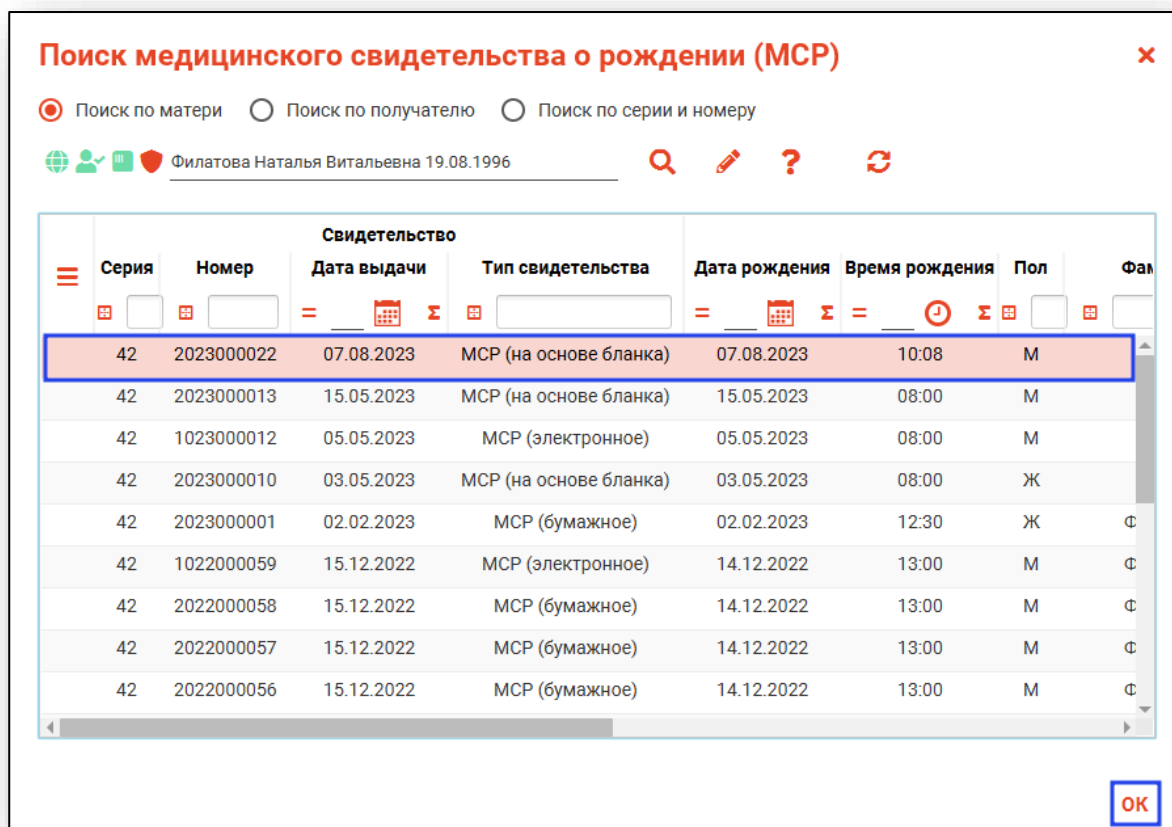 Поиск медицинского свидетельства о рождении (МСР)
Поиск по матери Поиск по получателю Поиск по серии и номеру
Филатова Наталья Витальевна 19.08.1996
Свидетельство
Серия Номер Дата выдачи Тип свидетельства Дата рождения Время рождения Пол
42 2023000022 07.08.2023 МСР (на основе бланка) 07.08.2023 10:08 М
42 2023000013 15.05.2023 МСР (на основе бланка) 15.05.2023 08:00 М
42 1023000012 05.05.2023 МСР (электронное) 05.05.2023 08:00 М
42 2023000010 03.05.2023 МСР (на основе бланка) 03.05.2023 08:00 Ж
42 2023000001 02.02.2023 МСР (бумажное) 02.02.2023 12:30 Ж Ф
42 1022000059 15.12.2022 МСР (электронное) 14.12.2022 13:00 М Ф
42 2022000058 15.12.2022 МСР (бумажное) 14.12.2022 13:00 М Ф
42 2022000057 15.12.2022 МСР (бумажное) 14.12.2022 13:00 М Ф
42 2022000056 15.12.2022 МСР (бумажное) 14.12.2022 13:00 М Ф
ОК